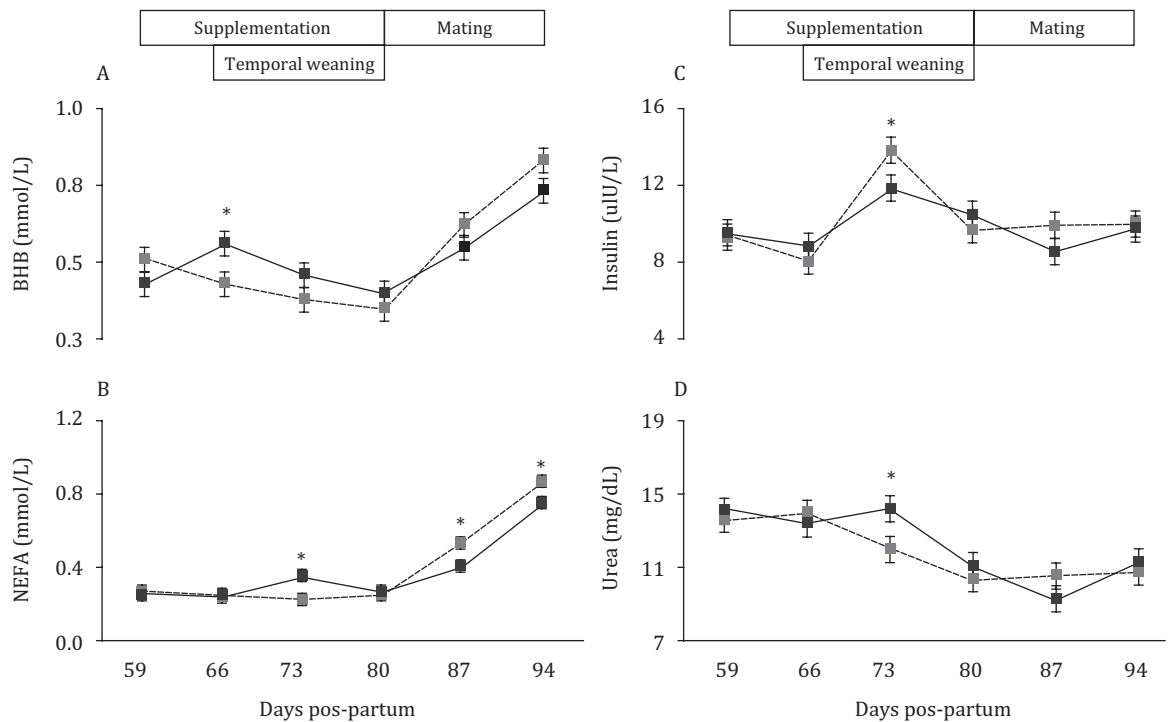 Supplementation Mating
Temporal weaning
A
1.0
0.8
0.5
0.3
BHB (mmol/L)
*
B
1.2
0.8
0.4
0.0
NEFA (mmol/L)
* * *
59 66 73 80 87 94
Days pos-partum
Supplementation Mating
Temporal weaning
C
16
12
8
4
Insulin (uIU/L)
*
D
19
15
11
7
Urea (mg/dL)
*
59 66 73 80 87 94
Days pos-partum